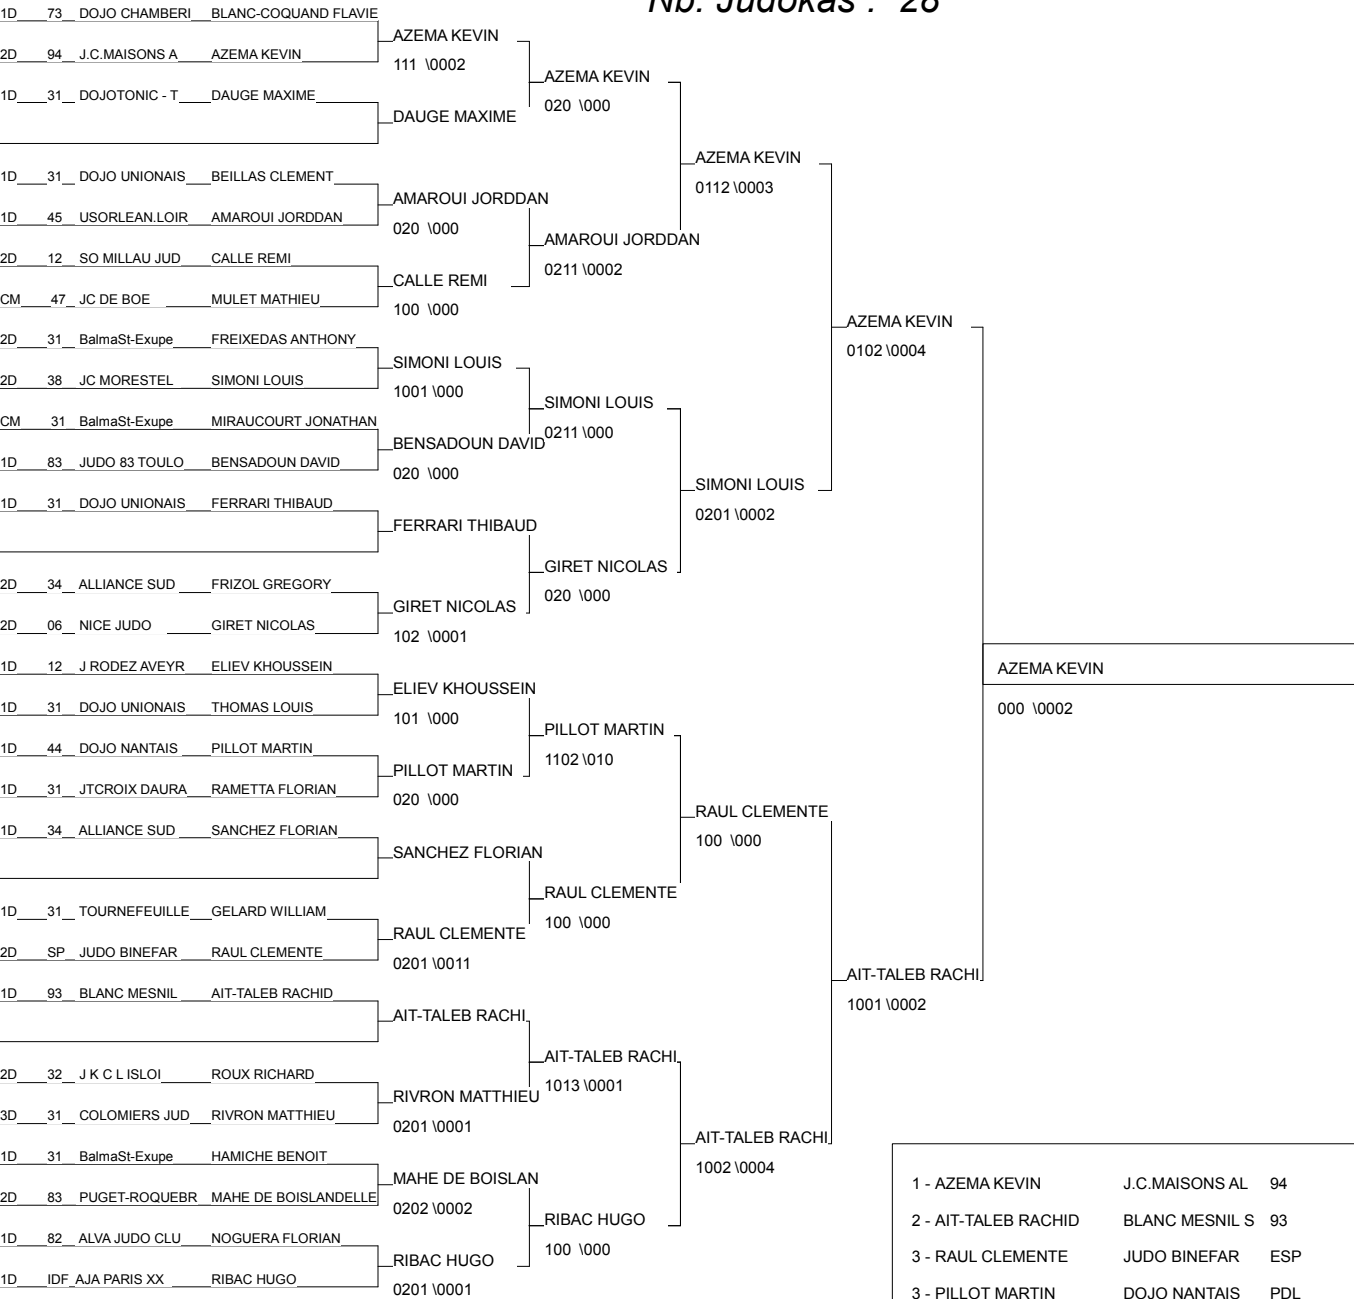 Nb. Judokas : 28
1D 73 DOJO CHAMBERI BLANC-COQUAND FLAVIE
AZEMA KEVIN
2D 94 J.C.MAISONS A AZEMA KEVIN
111 \0002
AZEMA KEVIN
1D 31 DOJOTONIC - T DAUGE MAXIME
020 \000
DAUGE MAXIME
AZEMA KEVIN
1D 31 DOJO UNIONAIS BEILLAS CLEMENT
0112 \0003
AMAROUI JORDDAN
1D 45 USORLEAN.LOIR AMAROUI JORDDAN
020 \000
AMAROUI JORDDAN
2D 12 SO MILLAU JUD CALLE REMI
0211 \0002
CALLE REMI
CM 47 JC DE BOE MULET MATHIEU
100 \000
AZEMA KEVIN
2D 31 BalmaSt-Exupe FREIXEDAS ANTHONY
0102 \0004
SIMONI LOUIS
2D 38 JC MORESTEL SIMONI LOUIS
1001 \000
SIMONI LOUIS
CM 31 BalmaSt-Exupe MIRAUCOURT JONATHAN
0211 \000
BENSADOUN DAVID
1D 83 JUDO 83 TOULO BENSADOUN DAVID
020 \000
SIMONI LOUIS
1D 31 DOJO UNIONAIS FERRARI THIBAUD
0201 \0002
FERRARI THIBAUD
GIRET NICOLAS
2D 34 ALLIANCE SUD FRIZOL GREGORY
020 \000
GIRET NICOLAS
2D 06 NICE JUDO GIRET NICOLAS
102 \0001
1D 12 J RODEZ AVEYR ELIEV KHOUSSEIN
AZEMA KEVIN
ELIEV KHOUSSEIN
1D 31 DOJO UNIONAIS THOMAS LOUIS
000 \0002
101 \000
PILLOT MARTIN
1D 44 DOJO NANTAIS PILLOT MARTIN
1102 \010
PILLOT MARTIN
1D 31 JTCROIX DAURA RAMETTA FLORIAN
020 \000
RAUL CLEMENTE
1D 34 ALLIANCE SUD SANCHEZ FLORIAN
100 \000
SANCHEZ FLORIAN
RAUL CLEMENTE
1D 31 TOURNEFEUILLE GELARD WILLIAM
100 \000
RAUL CLEMENTE
2D SP JUDO BINEFAR RAUL CLEMENTE
0201 \0011
AIT-TALEB RACHI
1D 93 BLANC MESNIL AIT-TALEB RACHID
1001 \0002
AIT-TALEB RACHI
AIT-TALEB RACHI
2D 32 J K C L ISLOI ROUX RICHARD
1013 \0001
RIVRON MATTHIEU
3D 31 COLOMIERS JUD RIVRON MATTHIEU
0201 \0001
AIT-TALEB RACHI
1D 31 BalmaSt-Exupe HAMICHE BENOIT
1002 \0004
MAHE DE BOISLAN
1 - AZEMA KEVIN J.C.MAISONS AL 94
2D 83 PUGET-ROQUEBR MAHE DE BOISLANDELLE
0202 \0002
RIBAC HUGO
2 - AIT-TALEB RACHID BLANC MESNIL S 93
1D 82 ALVA JUDO CLU NOGUERA FLORIAN
100 \000
3 - RAUL CLEMENTE JUDO BINEFAR ESP
RIBAC HUGO
1D IDF AJA PARIS XX RIBAC HUGO
0201 \0001
3 - PILLOT MARTIN DOJO NANTAIS PDL